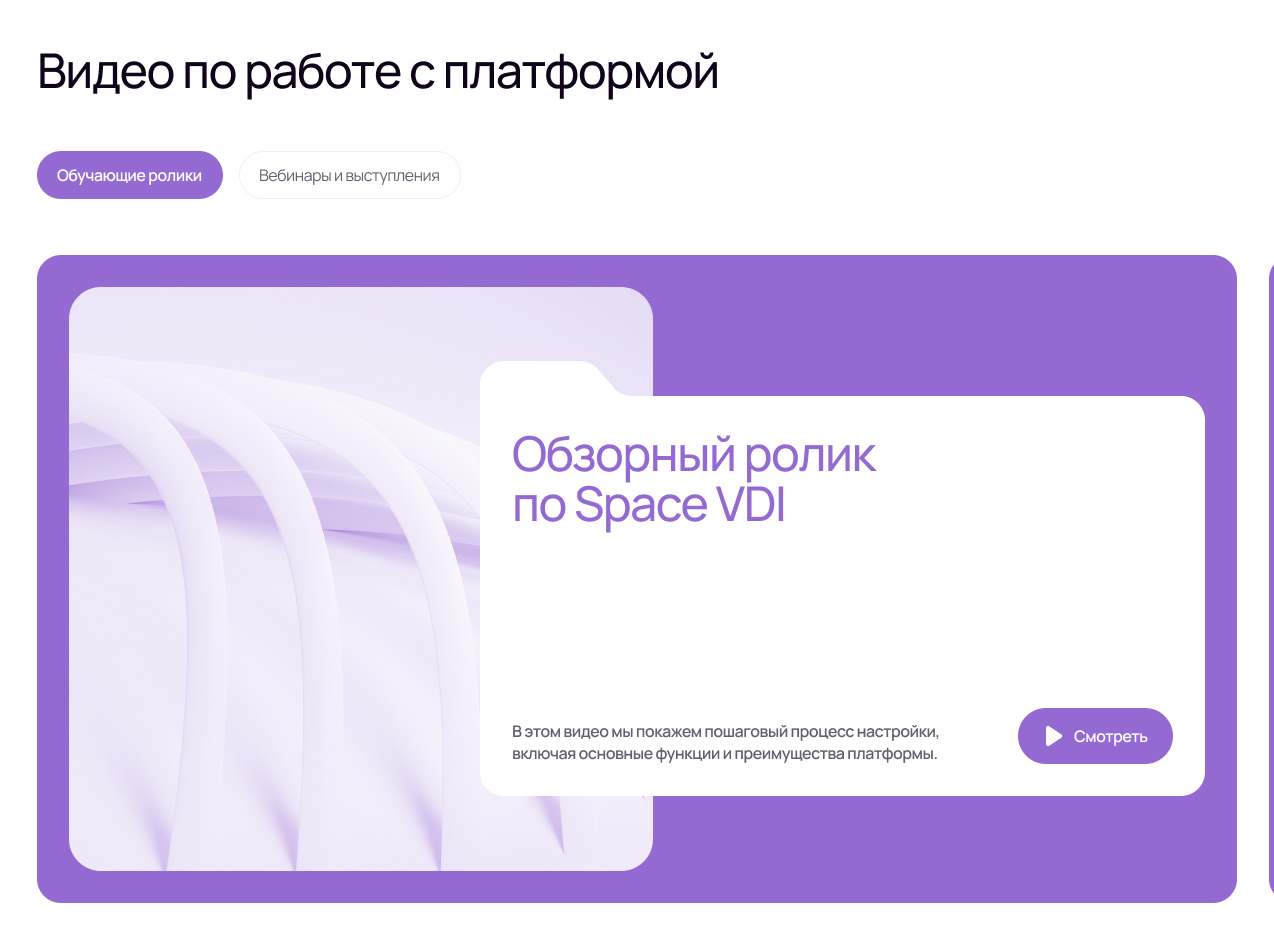 Видео по работе с платформой
Обучающие ролики
Вебинары и выступления
Обзорный ролик
по Space VDI
В этом видео мы покажем пошаговый процесс настройки,
включая основные функции и преимущества платформы.
Смотреть